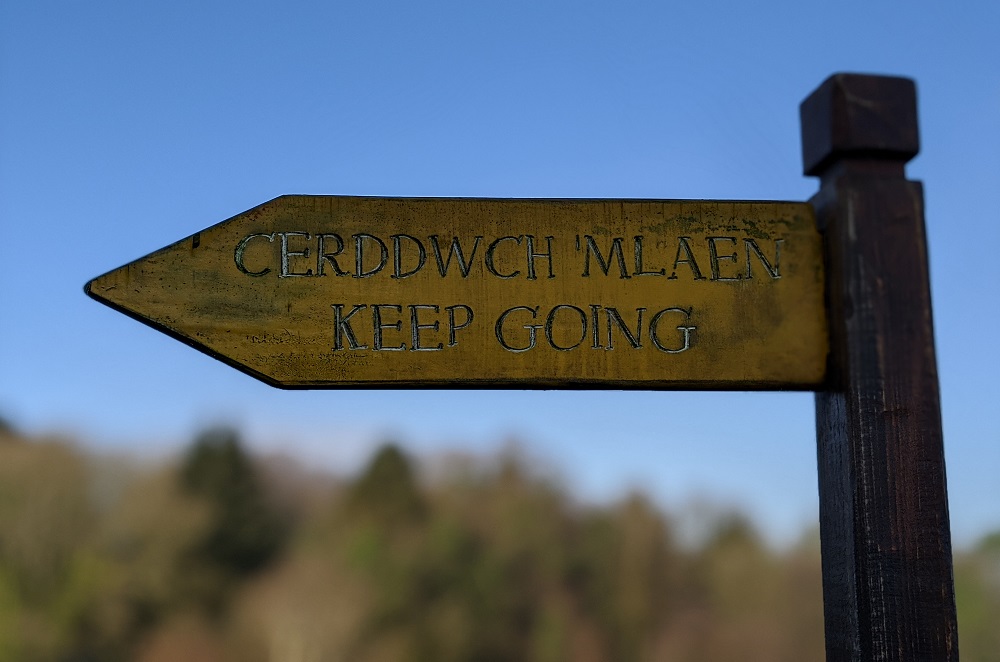 CERDDWCH 'MLAEN
KEEP GOING